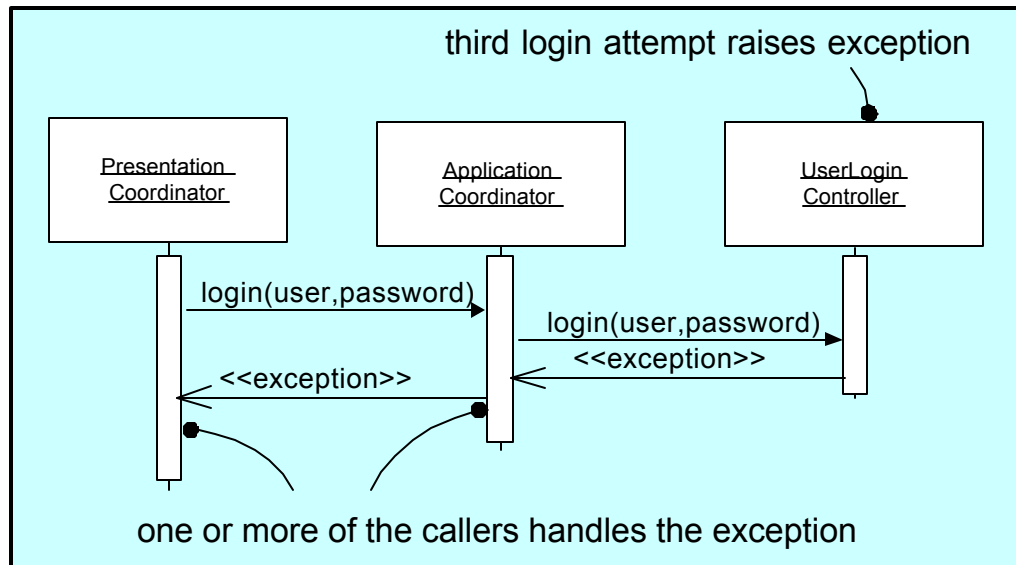 third login attempt raises exception
Presentation
Coordinator
Application
Coordinator
UserLogin
Controller
login(user,password)
login(user,password)
<<exception>>
<<exception>>
one or more of the callers handles the exception